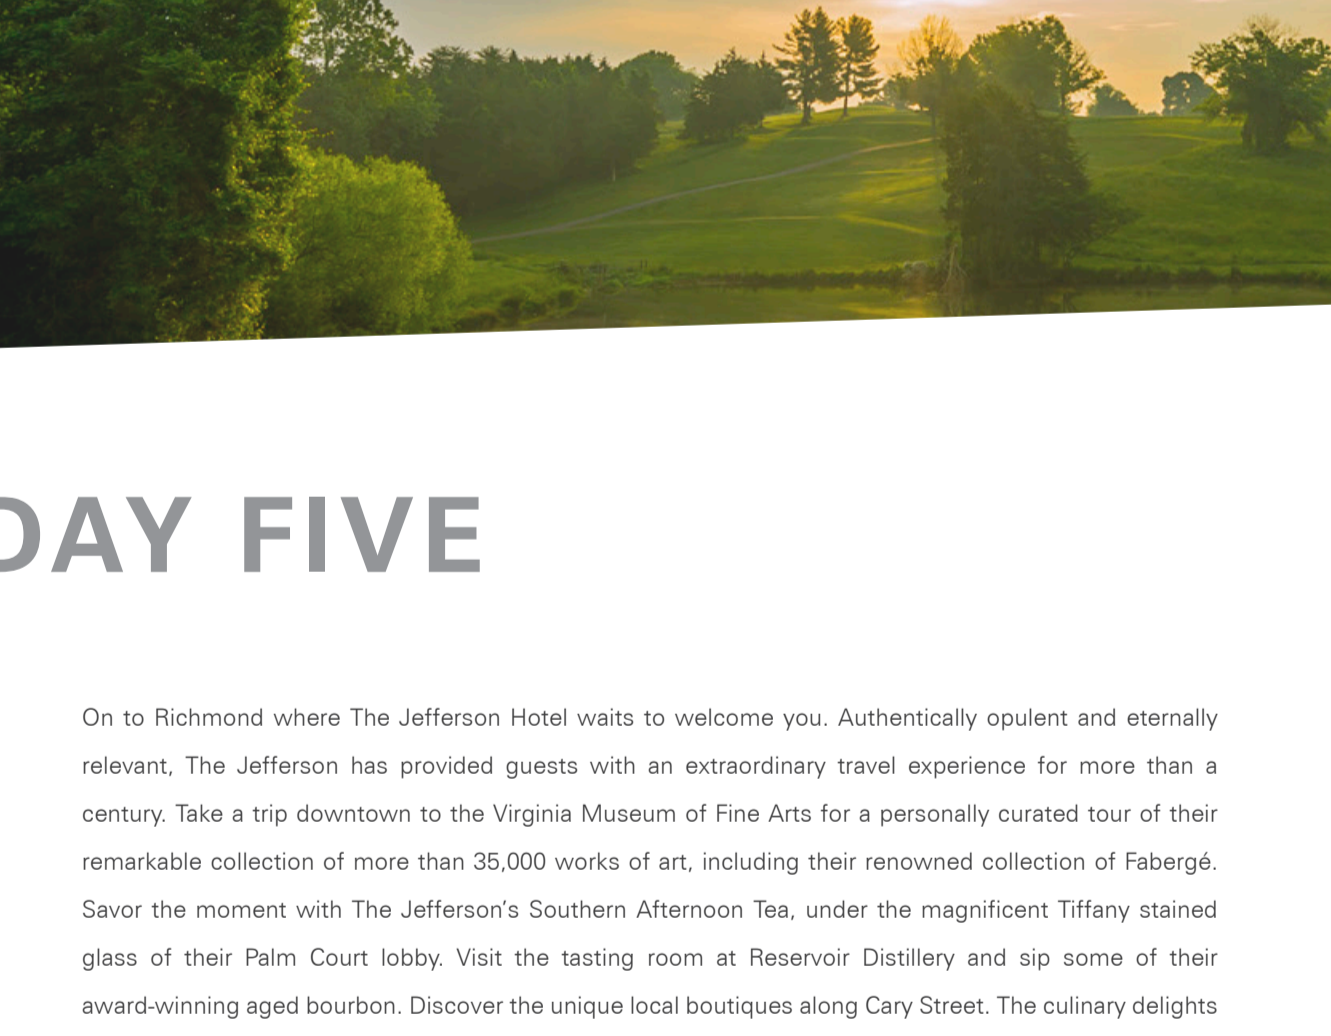 DAY FIVE
On to Richmond where The Jefferson Hotel waits to welcome you. Authentically opulent and eternally
relevant, The Jefferson has provided guests with an extraordinary travel experience for more than a
century. Take a trip downtown to the Virginia Museum of Fine Arts for a personally curated tour of their
remarkable collection of more than 35,000 works of art, including their renowned collection of Fabergé.
Savor the moment with The Jefferson’s Southern Afternoon Tea, under the magnificent Tiffany stained
glass of their Palm Court lobby. Visit the tasting room at Reservoir Distillery and sip some of their
award-winning aged bourbon. Discover the unique local boutiques along Cary Street. The culinary delights